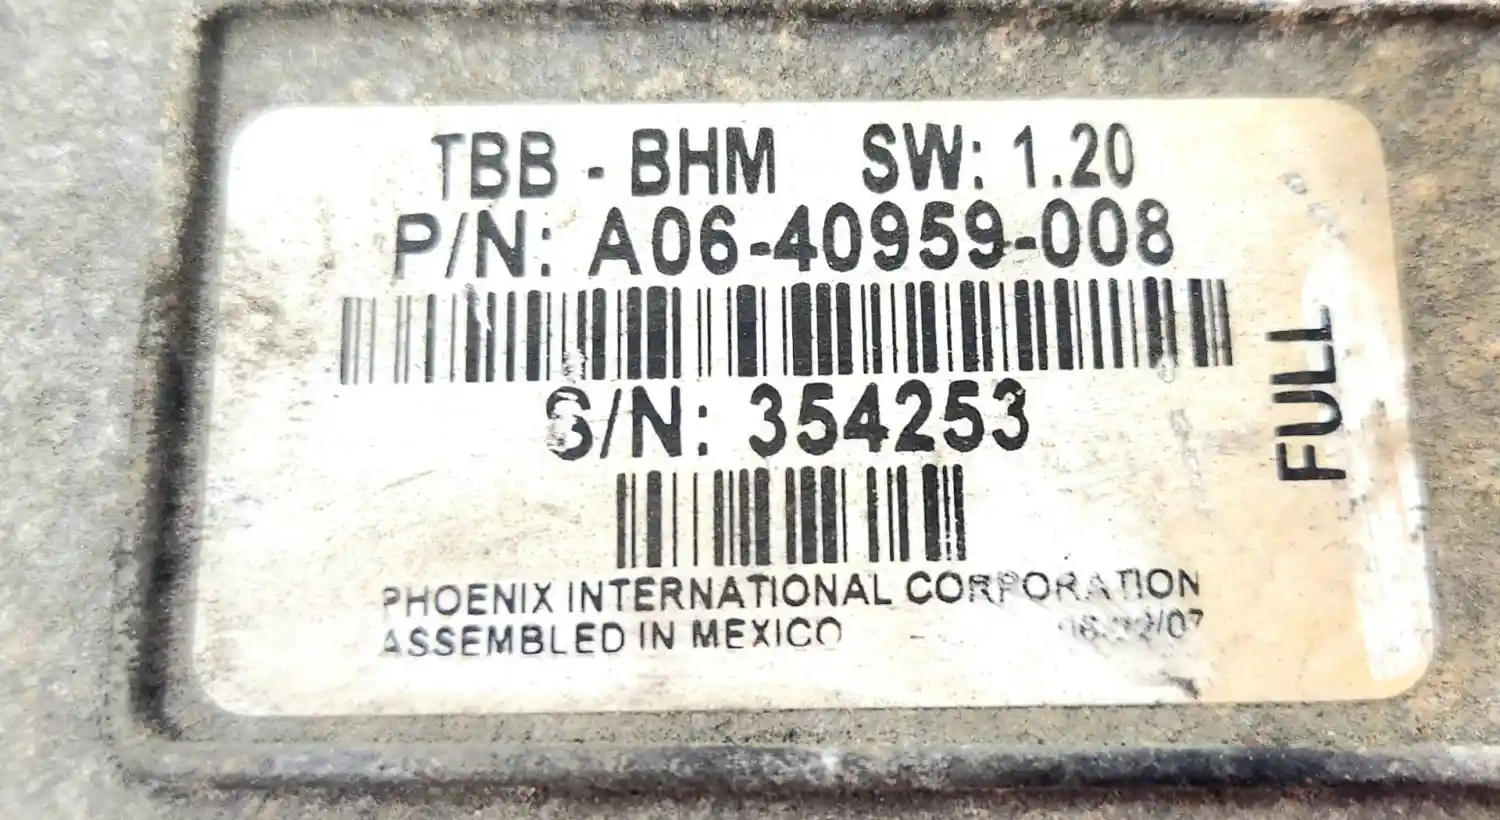 TBB - BHM SW: 1.20
P/N: A06-40959-008
S/N: 354253
PHOENIX INTERNATIONAL CORPORATION
ASSEMBLED IN MEXICO
FULL